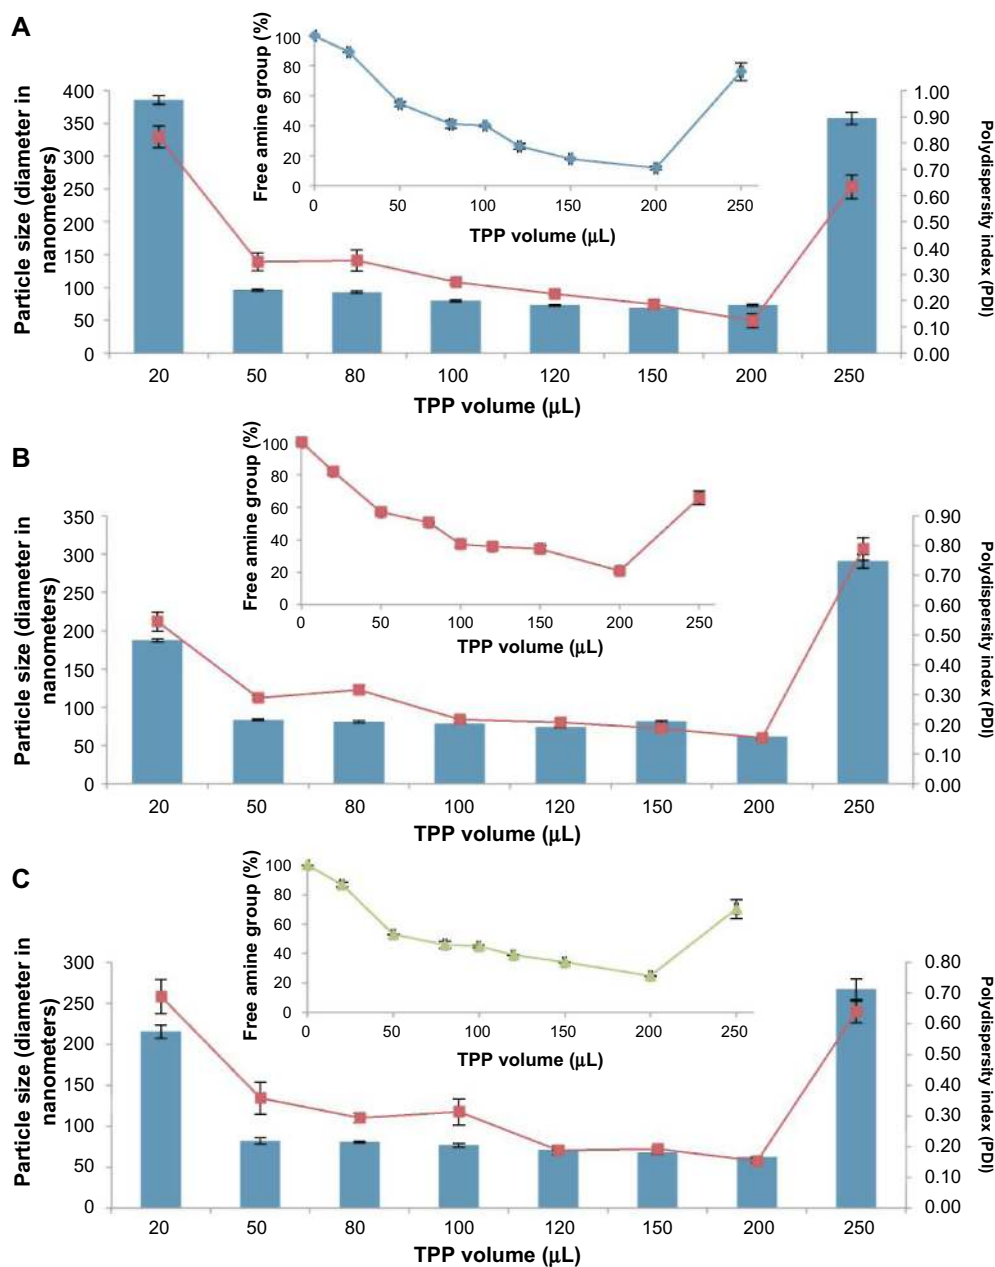 A
Free amine group (%)
100
80
60
40
20
0
0 50 100 150 200 250
TPP volume (μL)
Particle size (diameter in
nanometers)
400
350
300
250
200
150
100
50
0
1.00
0.90
0.80
0.70
0.60
0.50
0.40
0.30
0.20
0.10
0.00
Polydispersity index (PDI)
20 50 80 100 120 150 200 250
TPP volume (μL)
B
Free amine group (%)
100
80
60
40
20
0
0 50 100 150 200 250
TPP volume (μL)
Particle size (diameter in
nanometers)
350
300
250
200
150
100
50
0
0.90
0.80
0.70
0.60
0.50
0.40
0.30
0.20
0.10
0.00
Polydispersity index (PDI)
20 50 80 100 120 150 200 250
TPP volume (μL)
C
Free amine group (%)
100
80
60
40
20
0
0 50 100 150 200 250
TPP volume (μL)
Particle size (diameter in
nanometers)
300
250
200
150
100
50
0
0.80
0.70
0.60
0.50
0.40
0.30
0.20
0.10
0.00
Polydispersity index (PDI)
20 50 80 100 120 150 200 250
TPP volume (μL)